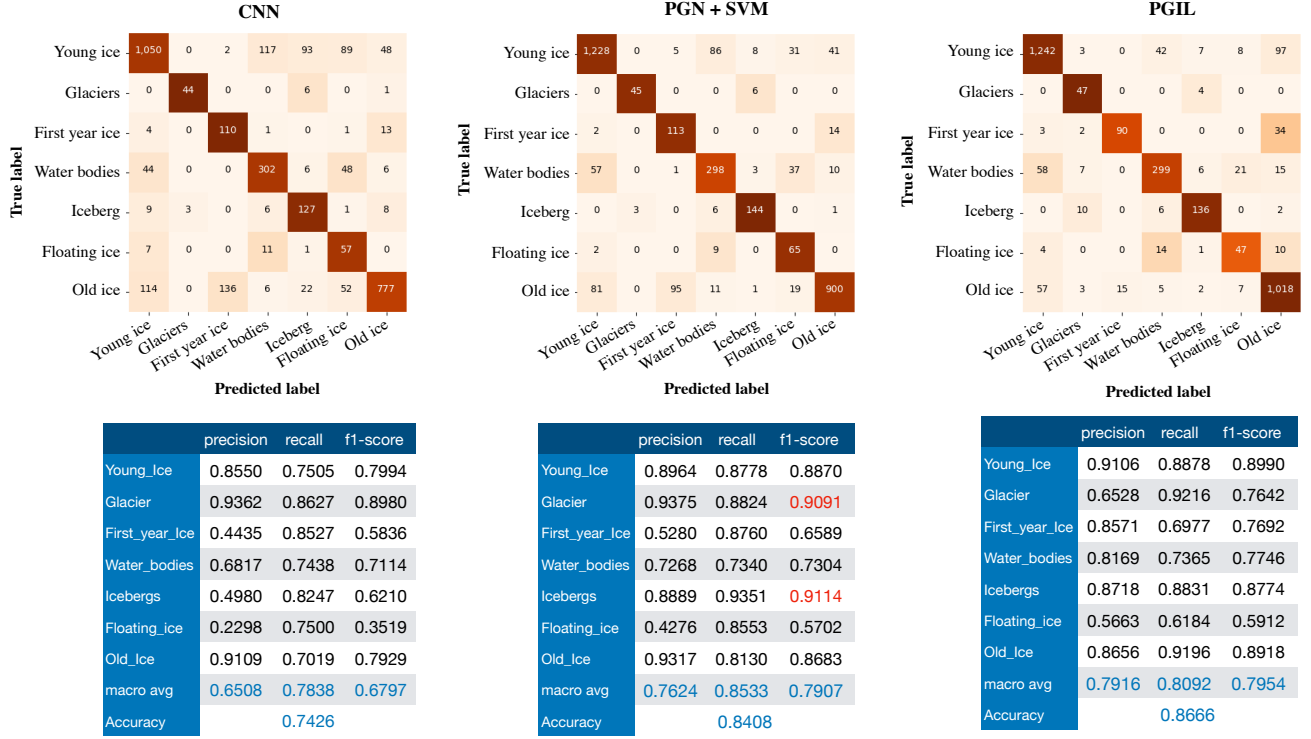 CNN
Young ice 1,050 0 2 117 93 89 48
Glaciers 0 44 0 0 6 0 1
First year ice 4 0 110 1 0 1 13
Water bodies 44 0 0 302 6 48 6
Iceberg 9 3 0 6 127 1 8
Floating ice 7 0 0 11 1 57 0
Old ice 114 0 136 6 22 52 777
True label
Young ice Glaciers First year ice Water bodies Iceberg Floating ice Old ice
Predicted label
PGN + SVM
Young ice 1,228 0 5 86 8 31 41
Glaciers 0 45 0 0 6 0 0
First year ice 2 0 113 0 0 0 14
Water bodies 57 0 1 298 3 37 10
Iceberg 0 3 0 6 144 0 1
Floating ice 2 0 0 9 0 65 0
Old ice 81 0 95 11 1 19 900
True label
Young ice Glaciers First year ice Water bodies Iceberg Floating ice Old ice
Predicted label
PGIL
Young ice 1,242 3 0 42 7 8 97
Glaciers 0 47 0 0 4 0 0
First year ice 3 2 90 0 0 0 34
Water bodies 58 7 0 299 6 21 15
Iceberg 0 10 0 6 136 0 2
Floating ice 4 0 0 14 1 47 10
Old ice 57 3 15 5 2 7 1,018
True label
Young ice Glaciers First year ice Water bodies Iceberg Floating ice Old ice
Predicted label
precision recall f1-score
Young_Ice 0.8550 0.7505 0.7994
Glacier 0.9362 0.8627 0.8980
First_year_Ice 0.4435 0.8527 0.5836
Water_bodies 0.6817 0.7438 0.7114
Icebergs 0.4980 0.8247 0.6210
Floating_ice 0.2298 0.7500 0.3519
Old_Ice 0.9109 0.7019 0.7929
macro avg 0.6508 0.7838 0.6797
Accuracy 0.7426
precision recall f1-score
Young_Ice 0.8964 0.8778 0.8870
Glacier 0.9375 0.8824 0.9091
First_year_Ice 0.5280 0.8760 0.6589
Water_bodies 0.7268 0.7340 0.7304
Icebergs 0.8889 0.9351 0.9114
Floating_ice 0.4276 0.8553 0.5702
Old_Ice 0.9317 0.8130 0.8683
macro avg 0.7624 0.8533 0.7907
Accuracy 0.8408
precision recall f1-score
Young_Ice 0.9106 0.8878 0.8990
Glacier 0.6528 0.9216 0.7642
First_year_Ice 0.8571 0.6977 0.7692
Water_bodies 0.8169 0.7365 0.7746
Icebergs 0.8718 0.8831 0.8774
Floating_ice 0.5663 0.6184 0.5912
Old_Ice 0.8656 0.9196 0.8918
macro avg 0.7916 0.8092 0.7954
Accuracy 0.8666